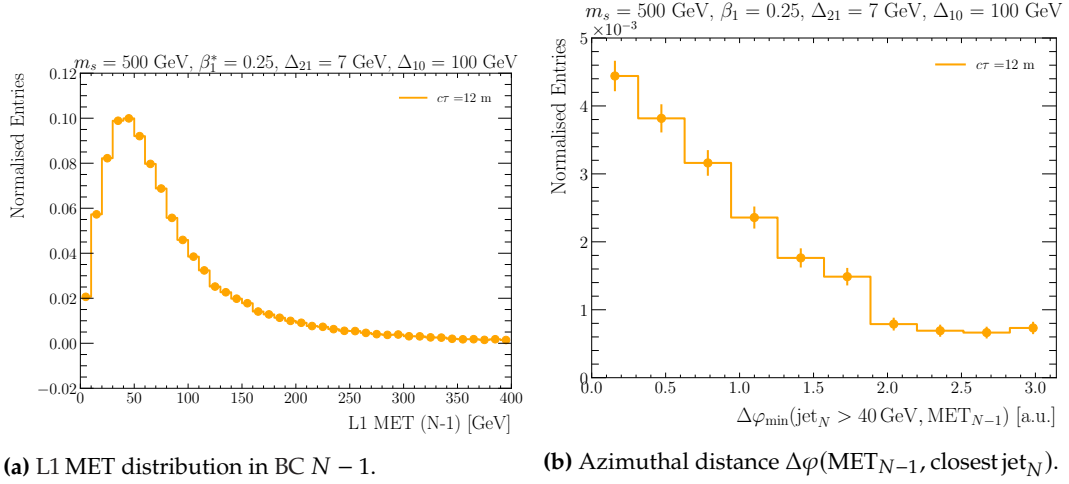 m_s = 500 GeV, β_1^* = 0.25, Δ_21 = 7 GeV, Δ_10 = 100 GeV
0.12
0.10
0.08
0.06
0.04
0.02
0.00
−0.02
Normalised Entries
cτ =12 m
0 50 100 150 200 250 300 350 400
L1 MET (N-1) [GeV]
(a) L1 MET distribution in BC N − 1.
m_s = 500 GeV, β_1 = 0.25, Δ_21 = 7 GeV, Δ_10 = 100 GeV
×10^−3
5
4
3
2
1
0
Normalised Entries
cτ =12 m
0.0 0.5 1.0 1.5 2.0 2.5 3.0
Δφ_min(jet_N > 40 GeV, MET_N−1) [a.u.]
(b) Azimuthal distance Δφ(MET_N−1, closest jet_N).